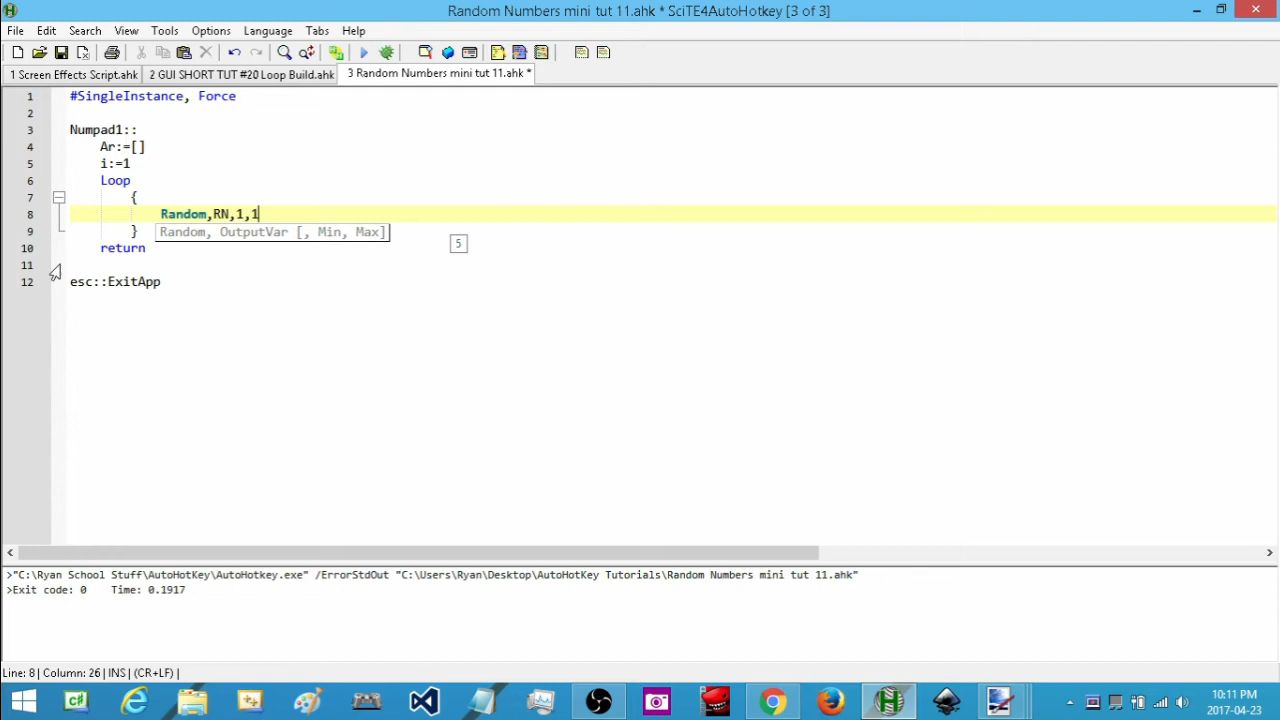 Random Numbers mini tut 11.ahk * SciTE4AutoHotkey [3 of 3]
File Edit Search View Tools Options Language Tabs Help
1 Screen Effects Script.ahk 2 GUI SHORT TUT #20 Loop Build.ahk 3 Random Numbers mini tut 11.ahk *
1 #SingleInstance, Force
2
3 Numpad1::
4 Ar:=[]
5 i:=1
6 Loop
7 {
8 Random,RN,1,1
9 } Random, OutputVar [, Min, Max]
10 return
5
11
12 esc::ExitApp
>"C:\Ryan School Stuff\AutoHotKey\AutoHotkey.exe" /ErrorStdOut "C:\Users\Ryan\Desktop\AutoHotKey Tutorials\Random Numbers mini tut 11.ahk"
>Exit code: 0 Time: 0.1917
Line: 8 | Column: 26 | INS | (CR+LF) |
10:11 PM
2017-04-23